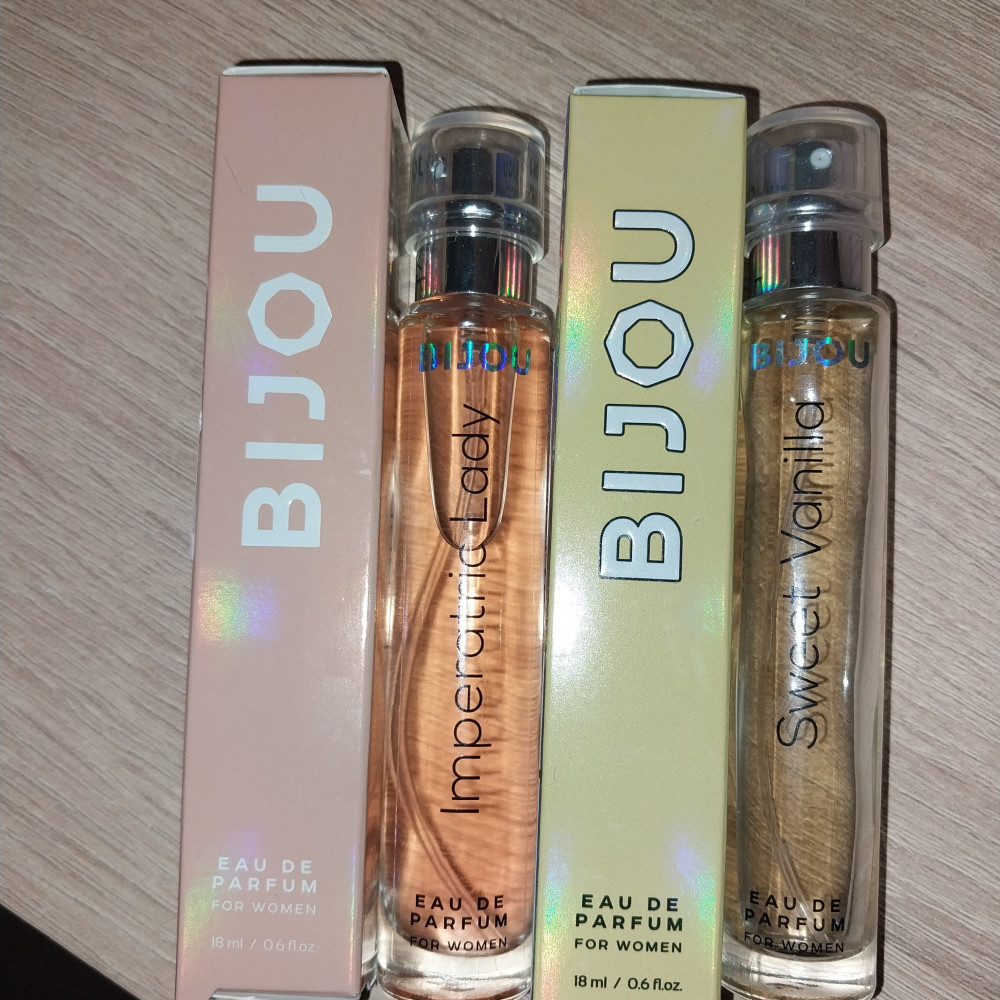 BIJOU
EAU DE
PARFUM
FOR WOMEN
18 ml / 0.6 fl.oz.
BIJOU
Imperatric Lady
EAU DE
PARFUM
FOR WOMEN
BIJOU
EAU DE
PARFUM
FOR WOMEN
18 ml / 0.6 fl.oz.
BIJOU
Sweet Vanilla
EAU DE
PARFUM
FOR WOMEN